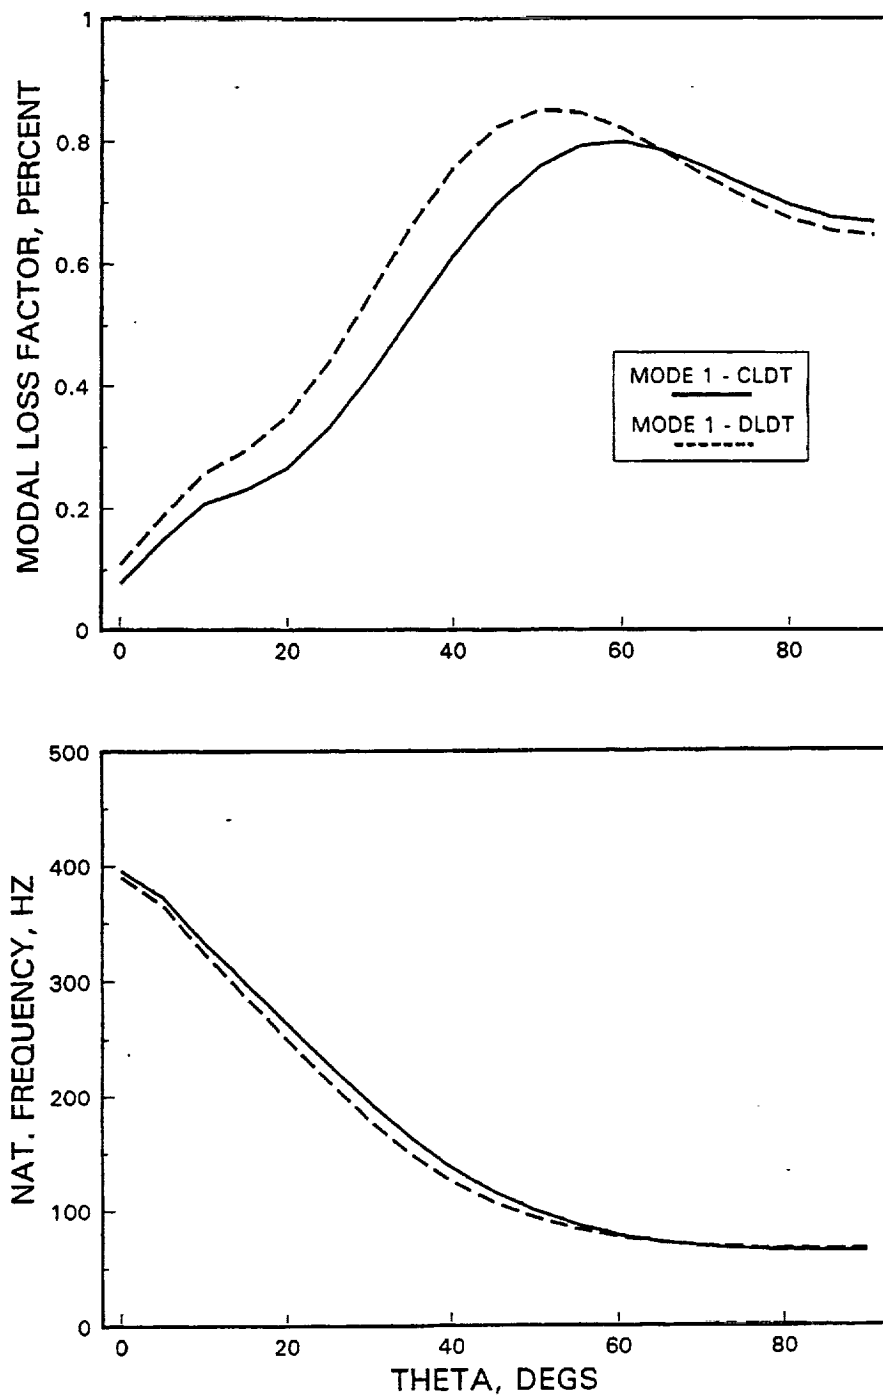 1
0.8
0.6
0.4
0.2
0
MODAL LOSS FACTOR, PERCENT
MODE 1 - CLDT
MODE 1 - DLDT
0 20 40 60 80
500
400
300
200
100
0
NAT. FREQUENCY, HZ
0 20 40 60 80
THETA, DEGS